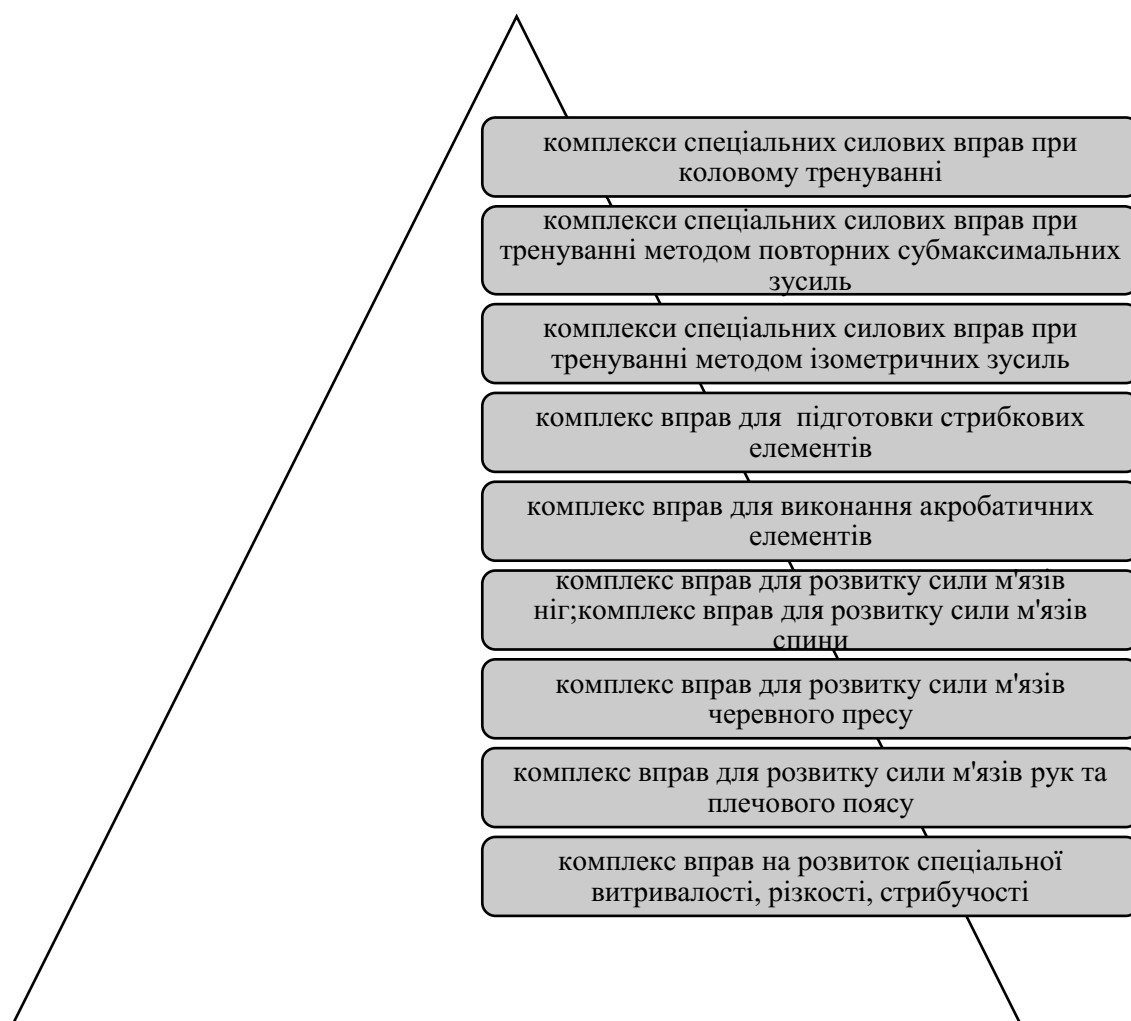 комплекси спеціальних силових вправ при
коловому тренуванні
комплекси спеціальних силових вправ при
тренуванні методом повторних субмаксимальних
зусиль
комплекси спеціальних силових вправ при
тренуванні методом ізометричних зусиль
комплекс вправ для  підготовки стрибкових
елементів
комплекс вправ для виконання акробатичних
елементів
комплекс вправ для розвитку сили м'язів
ніг;комплекс вправ для розвитку сили м'язів
спини
комплекс вправ для розвитку сили м'язів
черевного пресу
комплекс вправ для розвитку сили м'язів рук та
плечового поясу
комплекс вправ на розвиток спеціальної
витривалості, різкості, стрибучості